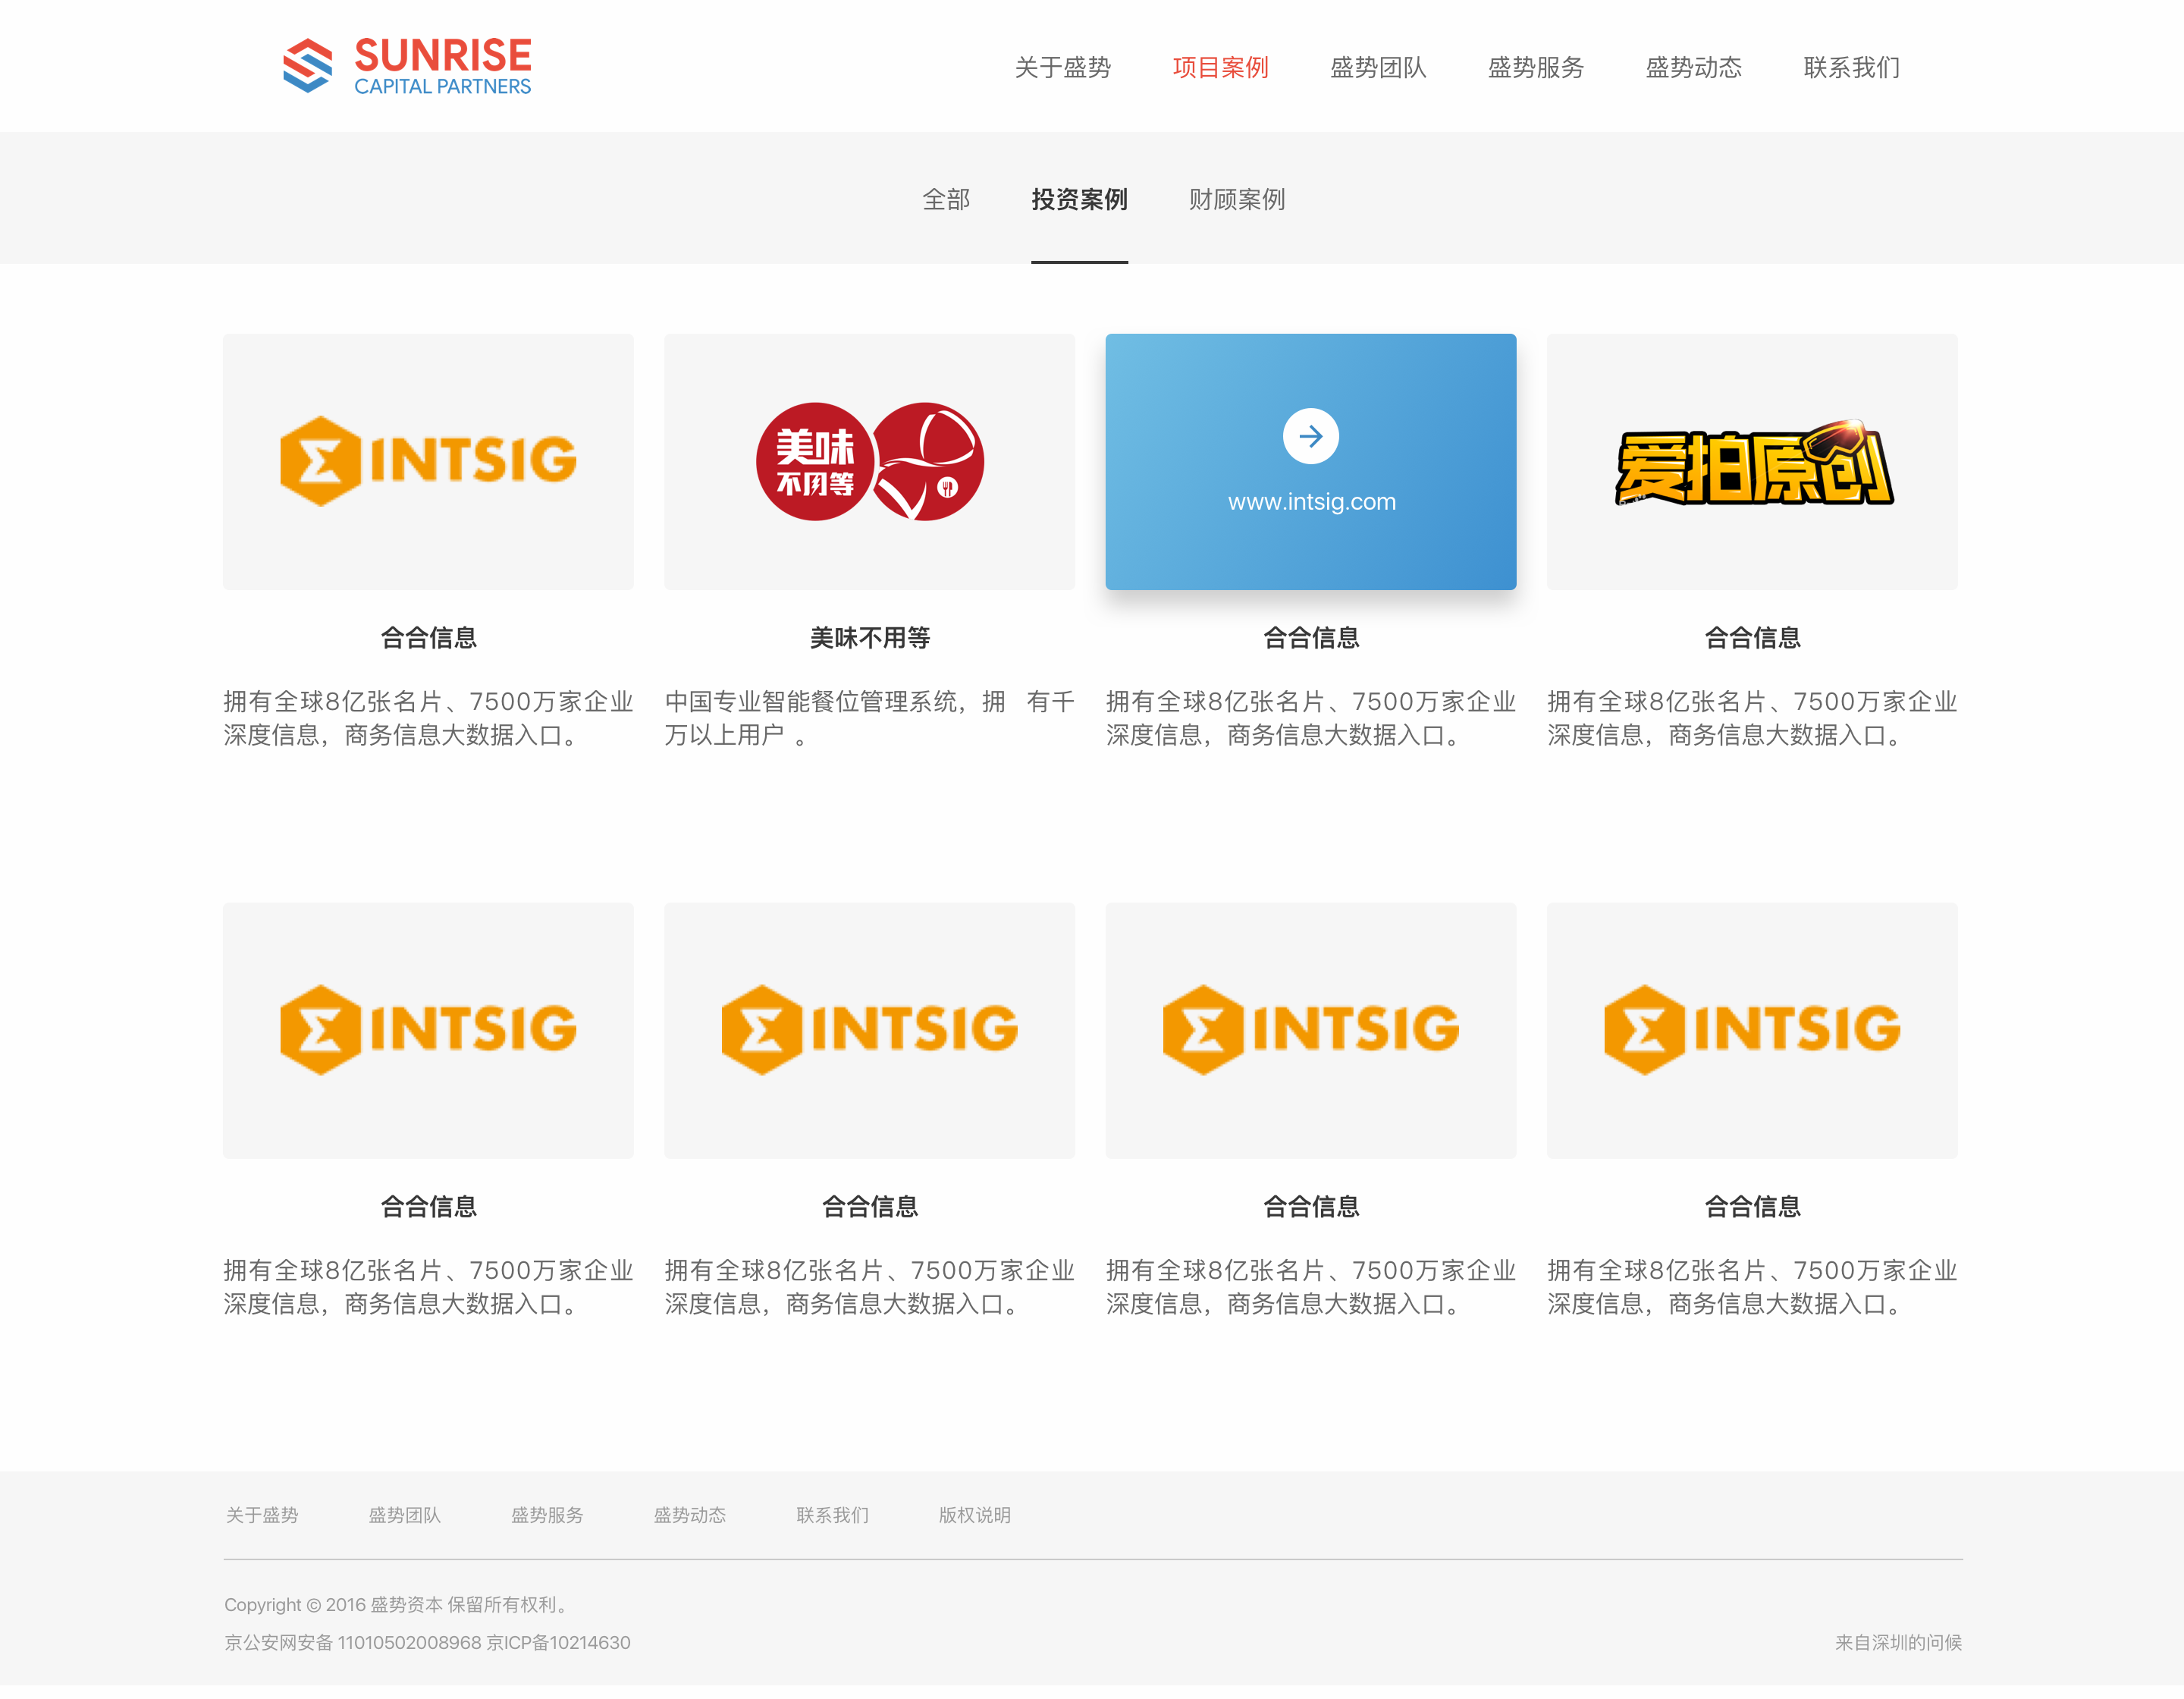 SUNRISE
CAPITAL PARTNERS
关于盛势 项目案例 盛势团队 盛势服务 盛势动态 联系我们
全部 投资案例 财顾案例
INTSIG
美味
不用等
www.intsig.com
爱拍原创
合合信息
拥有全球8亿张名片、7500万家企业
深度信息，商务信息大数据入口。
美味不用等
中国专业智能餐位管理系统，拥 有千
万以上用户 。
合合信息
拥有全球8亿张名片、7500万家企业
深度信息，商务信息大数据入口。
合合信息
拥有全球8亿张名片、7500万家企业
深度信息，商务信息大数据入口。
INTSIG
INTSIG
INTSIG
INTSIG
合合信息
拥有全球8亿张名片、7500万家企业
深度信息，商务信息大数据入口。
合合信息
拥有全球8亿张名片、7500万家企业
深度信息，商务信息大数据入口。
合合信息
拥有全球8亿张名片、7500万家企业
深度信息，商务信息大数据入口。
合合信息
拥有全球8亿张名片、7500万家企业
深度信息，商务信息大数据入口。
关于盛势 盛势团队 盛势服务 盛势动态 联系我们 版权说明
Copyright © 2016 盛势资本 保留所有权利。
京公安网安备 11010502008968 京ICP备10214630
来自深圳的问候